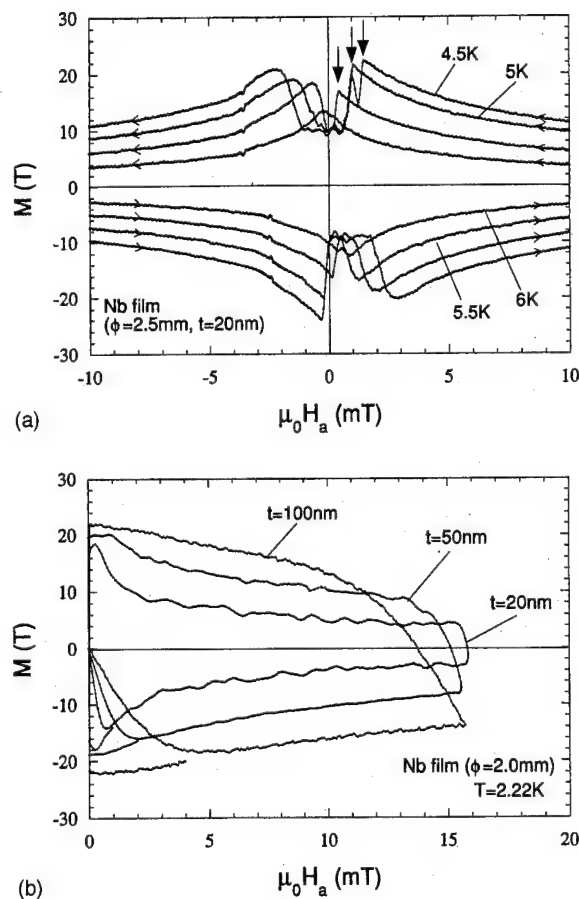 30
20
10
0
-10
-20
-30
M (T)
4.5K
5K
5.5K
6K
Nb film
(ϕ=2.5mm, t=20nm)
-10
-5
0
5
10
μ₀Hₐ (mT)
(a)
30
20
10
0
-10
-20
-30
M (T)
t=100nm
t=50nm
t=20nm
Nb film (ϕ=2.0mm)
T=2.22K
0
5
10
15
20
μ₀Hₐ (mT)
(b)